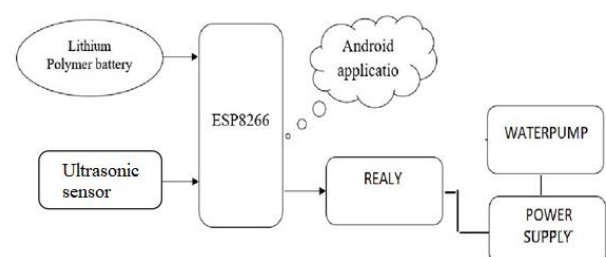 Lithium
Polymer battery
Android
applicatio
ESP8266
WATERPUMP
Ultrasonic
sensor
REALY
POWER
SUPPLY